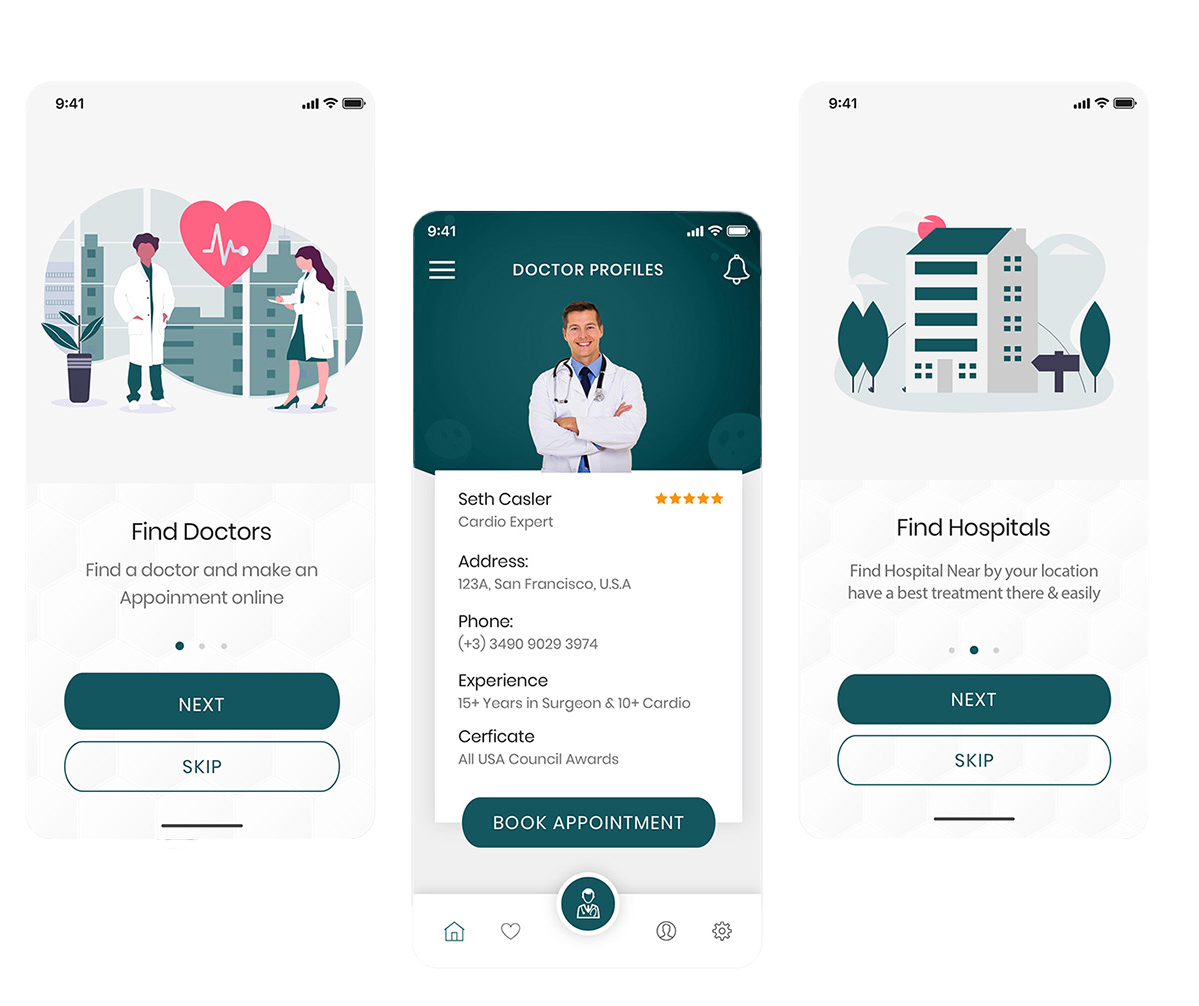 9:41
Find Doctors
Find a doctor and make an
Appoinment online
NEXT
SKIP
9:41
DOCTOR PROFILES
Seth Casler
Cardio Expert
Address:
123A, San Francisco, U.S.A
Phone:
(+3) 3490 9029 3974
Experience
15+ Years in Surgeon & 10+ Cardio
Cerficate
All USA Council Awards
BOOK APPOINTMENT
9:41
Find Hospitals
Find Hospital Near by your location
have a best treatment there & easily
NEXT
SKIP